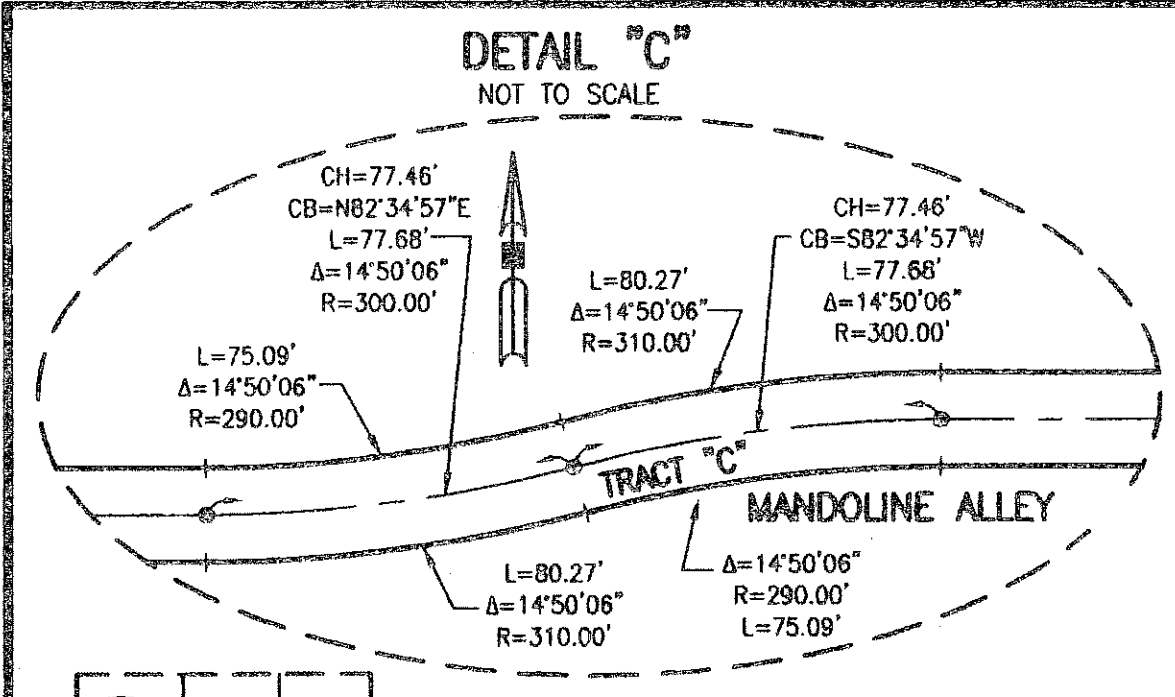 DETAIL "C"
NOT TO SCALE
CH=77.46'
CB=N82°34'57"E
L=77.68'
Δ=14°50'06"
R=300.00'
CH=77.46'
CB=S82°34'57"W
L=77.68'
Δ=14°50'06"
R=300.00'
L=80.27'
Δ=14°50'06"
R=310.00'
L=75.09'
Δ=14°50'06"
R=290.00'
TRACT "C"
MANDOLINE ALLEY
L=80.27'
Δ=14°50'06"
R=310.00'
Δ=14°50'06"
R=290.00'
L=75.09'